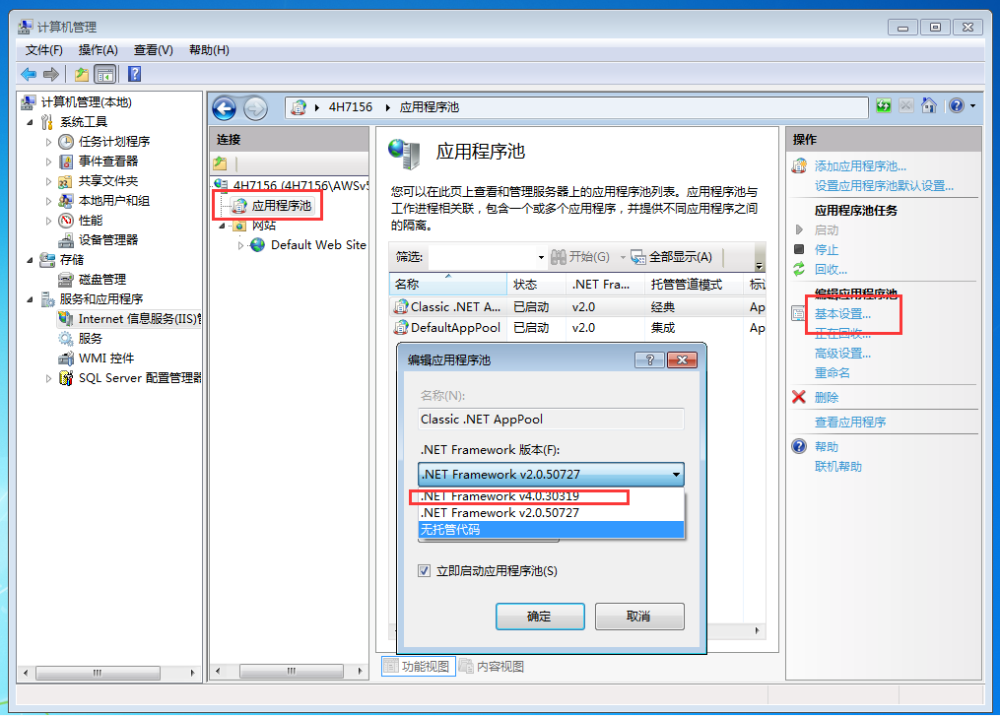 计算机管理
文件(F) 操作(A) 查看(V) 帮助(H)
计算机管理(本地)
系统工具
任务计划程序
事件查看器
共享文件夹
本地用户和组
性能
设备管理器
存储
磁盘管理
服务和应用程序
Internet 信息服务(IIS)管
服务
WMI 控件
SQL Server 配置管理器
4H7156 应用程序池
连接
4H7156 (4H7156\AWSv5
应用程序池
网站
Default Web Site
应用程序池
您可以在此页上查看和管理服务器上的应用程序池列表。应用程序池与
工作进程相关联，包含一个或多个应用程序，并提供不同应用程序之间
的隔离。
筛选: 开始(G) 全部显示(A)
名称 状态 .NET Fra... 托管管道模式 标识
Classic .NET A... 已启动 v2.0 经典 Ap
DefaultAppPool 已启动 v2.0 集成 Ap
编辑应用程序池
名称(N):
Classic .NET AppPool
.NET Framework 版本(F):
.NET Framework v2.0.50727
.NET Framework v4.0.30319
.NET Framework v2.0.50727
无托管代码
立即启动应用程序池(S)
确定 取消
功能视图 内容视图
操作
添加应用程序池...
设置应用程序池默认设置...
应用程序池任务
启动
停止
回收...
编辑应用程序池
基本设置...
正在回收...
高级设置...
重命名
删除
查看应用程序
帮助
联机帮助